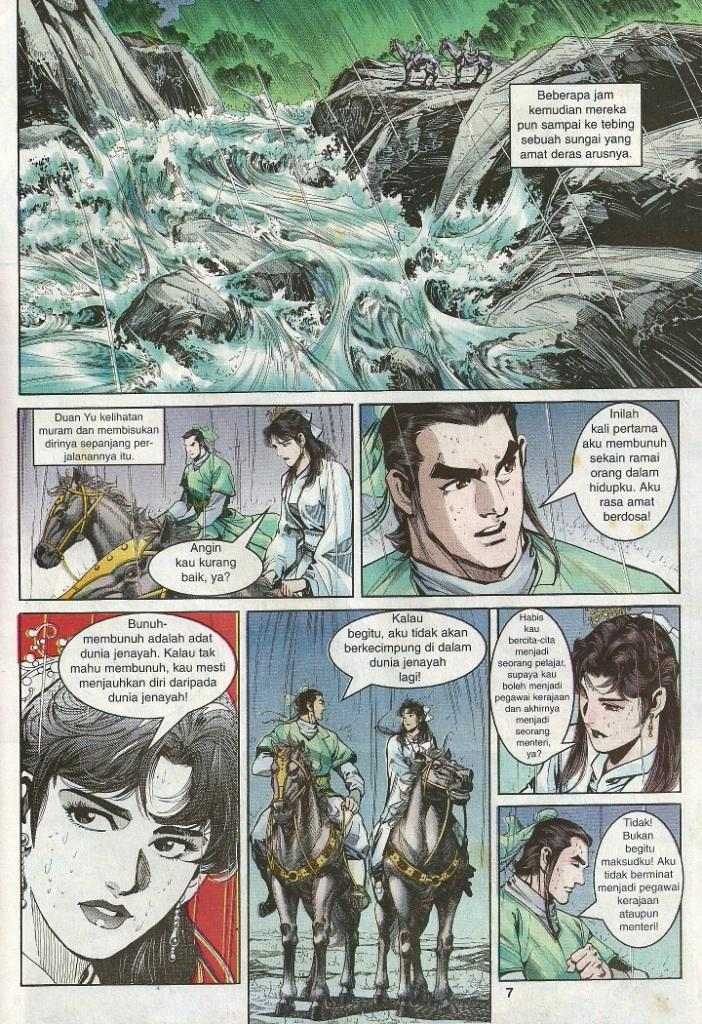 Beberapa jam
kemudian mereka
pun sampai ke tebing
sebuah sungai yang
amat deras arusnya.
Duan Yu kelihatan
muram dan membisukan
dirinya sepanjang per-
jalanannya itu.
Angin
kau kurang
baik, ya?
Inilah
kali pertama
aku membunuh
sekain ramai
orang dalam
hidupku. Aku
rasa amat
berdosa!
Bunuh-
membunuh adalah adat
dunia jenayah. Kalau tak
mahu membunuh, kau mesti
menjauhkan diri daripada
dunia jenayah!
Kalau
begitu, aku tidak akan
berkecimpung di dalam
dunia jenayah
lagi!
Habis
kau
bercita-cita
menjadi
seorang pelajar,
supaya kau
boleh menjadi
pegawai kerajaan
dan akhirnya
menjadi
seorang
menteri,
ya?
Tidak!
Bukan
begitu
maksudku! Aku
tidak berminat
menjadi pegawai
kerajaan
ataupun
menteri!
7